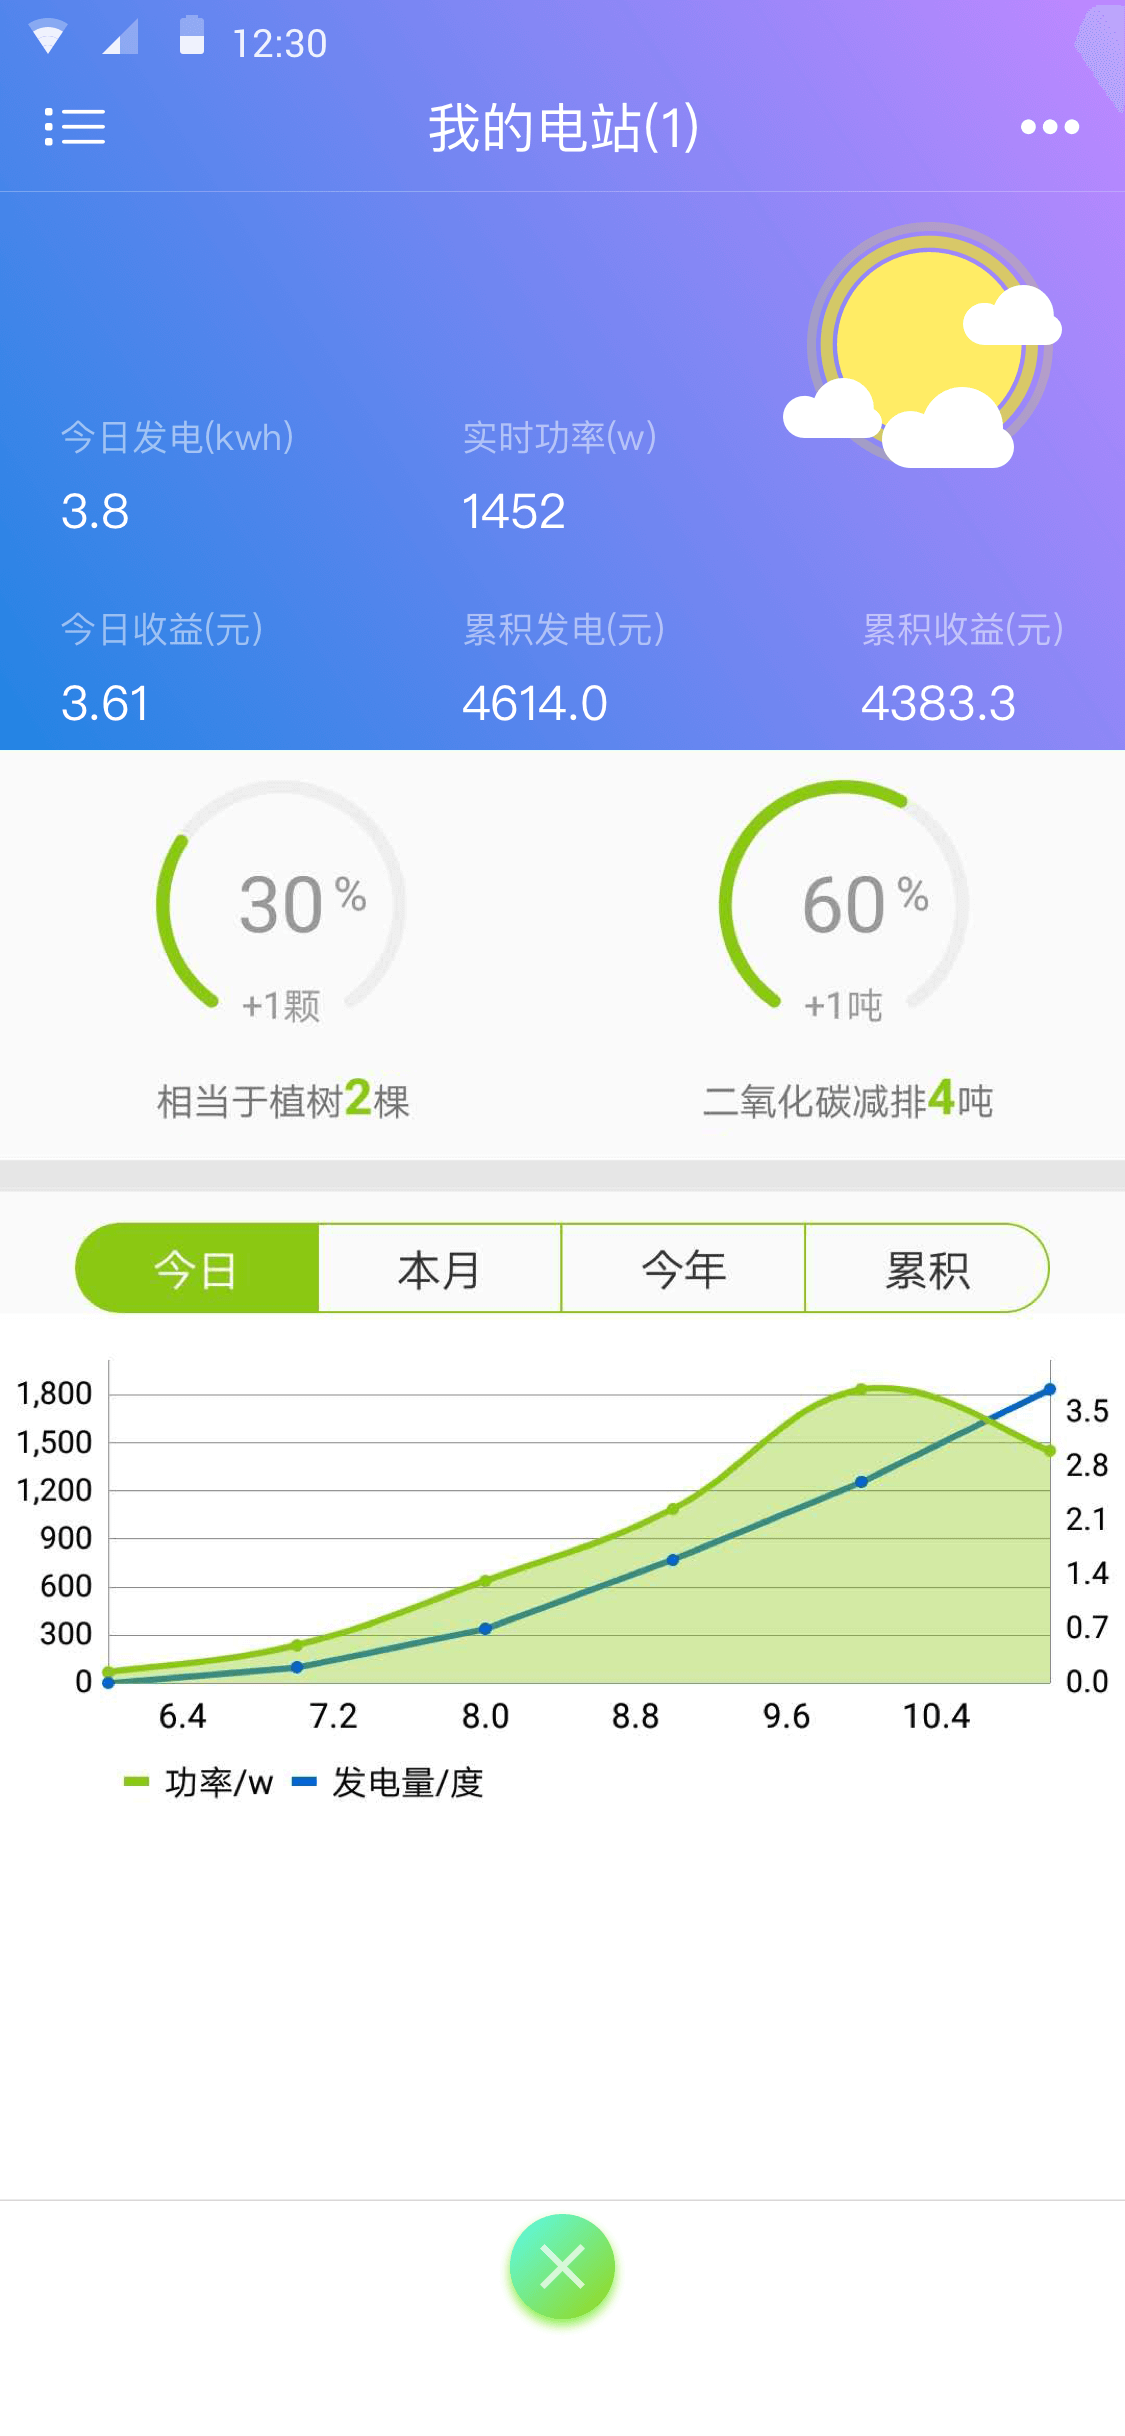 12:30
我的电站(1)
今日发电(kwh) 实时功率(w)
3.8 1452
今日收益(元) 累积发电(元) 累积收益(元)
3.61 4614.0 4383.3
30% 60%
+1颗 +1吨
相当于植树2棵 二氧化碳减排4吨
今日 本月 今年 累积
1,800 3.5
1,500 2.8
1,200 2.1
900 1.4
600 0.7
300 0.0
0
6.4 7.2 8.0 8.8 9.6 10.4
功率/w 发电量/度